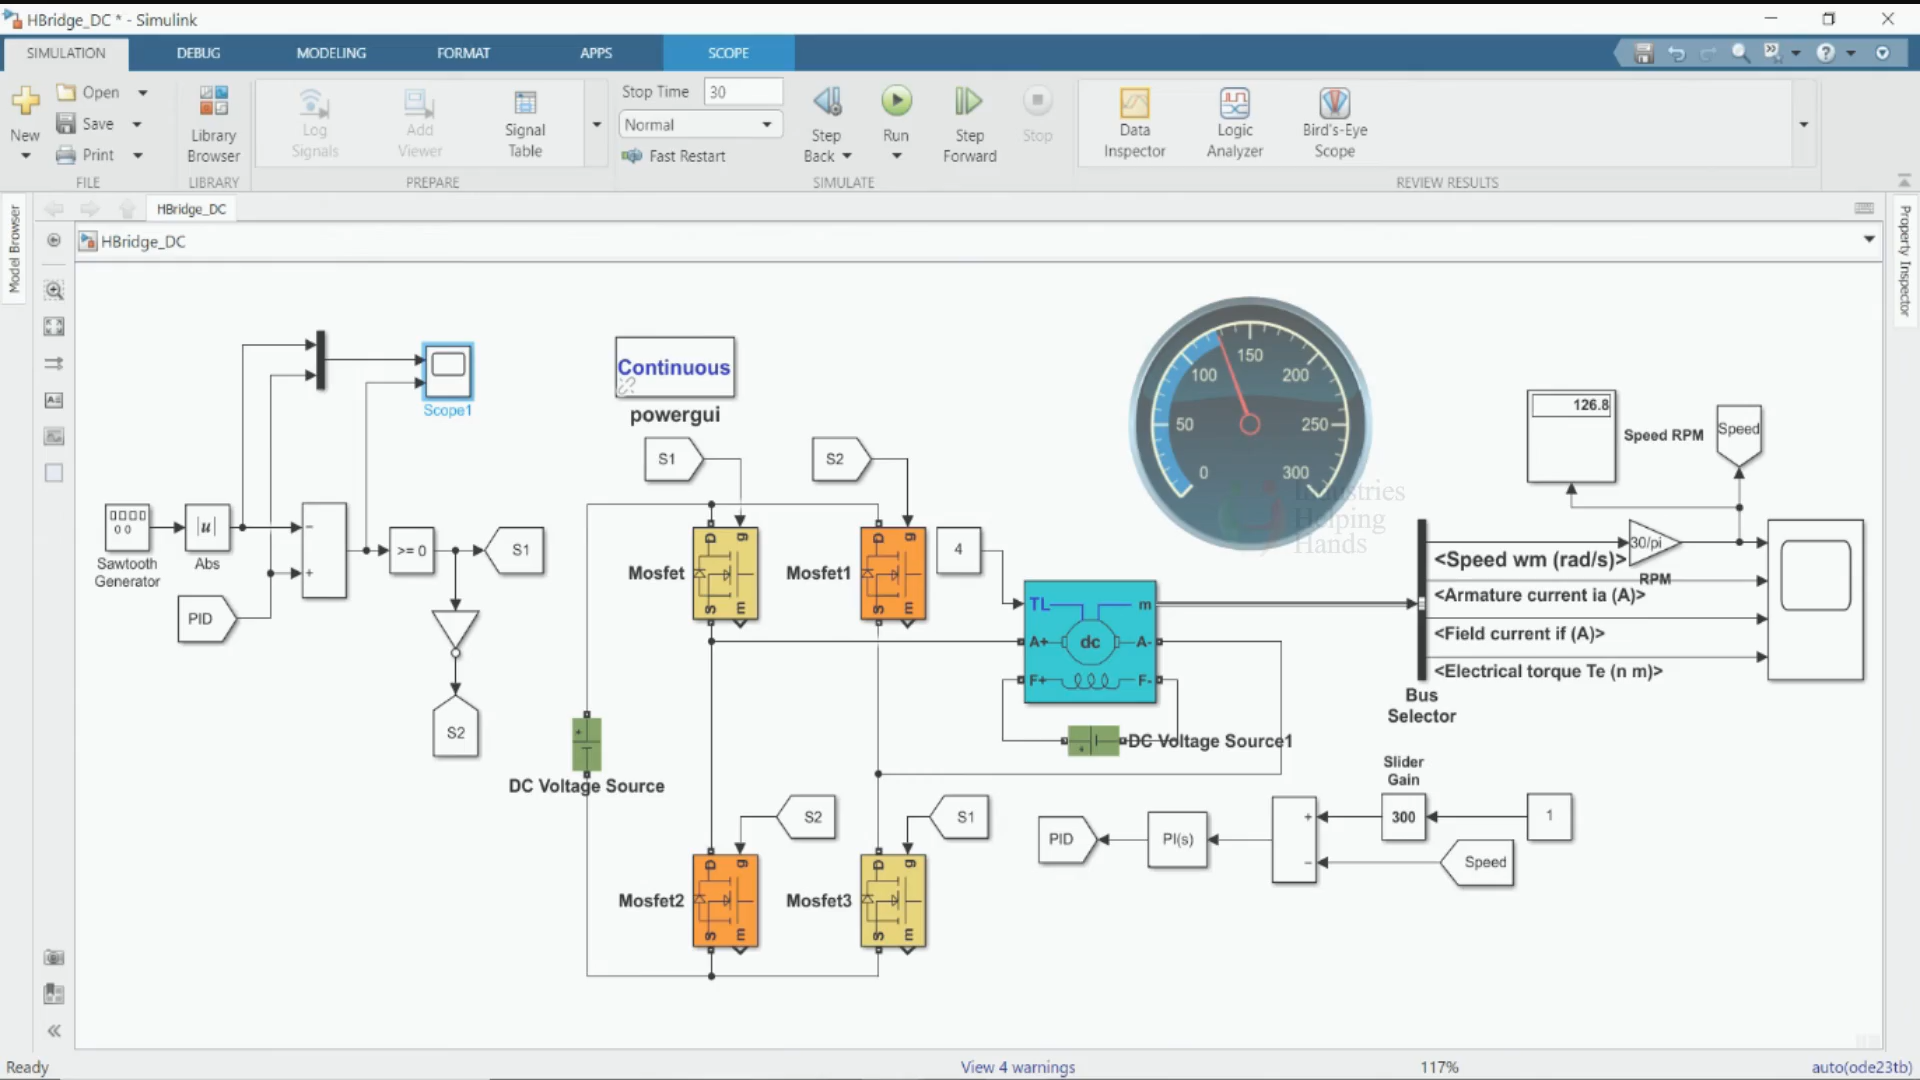 HBridge_DC * - Simulink
SIMULATION
DEBUG
MODELING
FORMAT
APPS
SCOPE
New
Open
Save
Print
FILE
Library
Browser
LIBRARY
Log
Signals
Add
Viewer
Signal
Table
PREPARE
Stop Time 30
Normal
Fast Restart
Step
Back
Run
Step
Forward
Stop
SIMULATE
Data
Inspector
Logic
Analyzer
Bird's-Eye
Scope
REVIEW RESULTS
Model Browser
HBridge_DC
HBridge_DC
Property Inspector
Scope1
Continuous
powergui
S1
S2
0
50
100
150
200
250
300
Industries
Helping
Hands
126.8
Speed RPM
Speed
Sawtooth
Generator
|u|
Abs
PID
-
+
>= 0
S1
S2
Mosfet
D g
S m
Mosfet1
D g
S m
4
TL m
A+ dc A-
F+ F-
DC Voltage Source
DC Voltage Source1
30/pi
RPM
<Speed wm (rad/s)>
<Armature current ia (A)>
<Field current if (A)>
<Electrical torque Te (n m)>
Bus
Selector
S2
S1
Mosfet2
D g
S m
Mosfet3
D g
S m
PID
PI(s)
+
-
Slider
Gain
300
1
Speed
Ready
View 4 warnings
117%
auto(ode23tb)